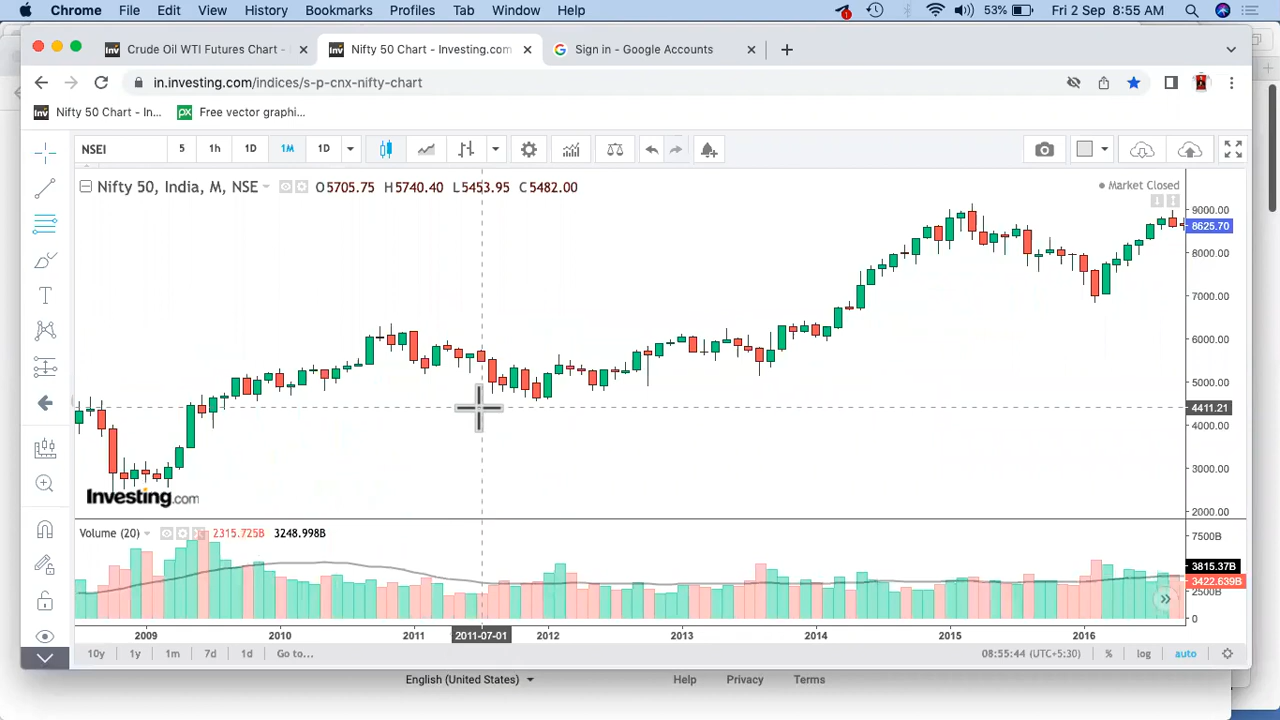 Chrome File Edit View History Bookmarks Profiles Tab Window Help 53% Fri 2 Sep 8:55 AM
Crude Oil WTI Futures Chart - Nifty 50 Chart - Investing.com Sign in - Google Accounts
in.investing.com/indices/s-p-cnx-nifty-chart
Nifty 50 Chart - In... Free vector graphi...
NSEI 5 1h 1D 1M 1D
Nifty 50, India, M, NSE O5705.75 H5740.40 L5453.95 C5482.00 Market Closed
9000.00
8625.70
8000.00
7000.00
6000.00
5000.00
4411.21
4000.00
3000.00
Investing.com
2000.00
Volume (20) 2315.725B 3248.998B
7500B
3815.37B
3422.639B
2500B
0
2009 2010 2011 2011-07-01 2012 2013 2014 2015 2016
10y 1y 1m 7d 1d Go to... 08:55:44 (UTC+5:30) % log auto
English (United States) Help Privacy Terms